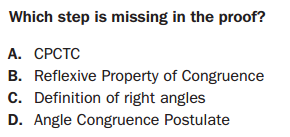 Which step is missing in the proof?
A. CPCTC
B. Reflexive Property of Congruence
C. Definition of right angles
D. Angle Congruence Postulate